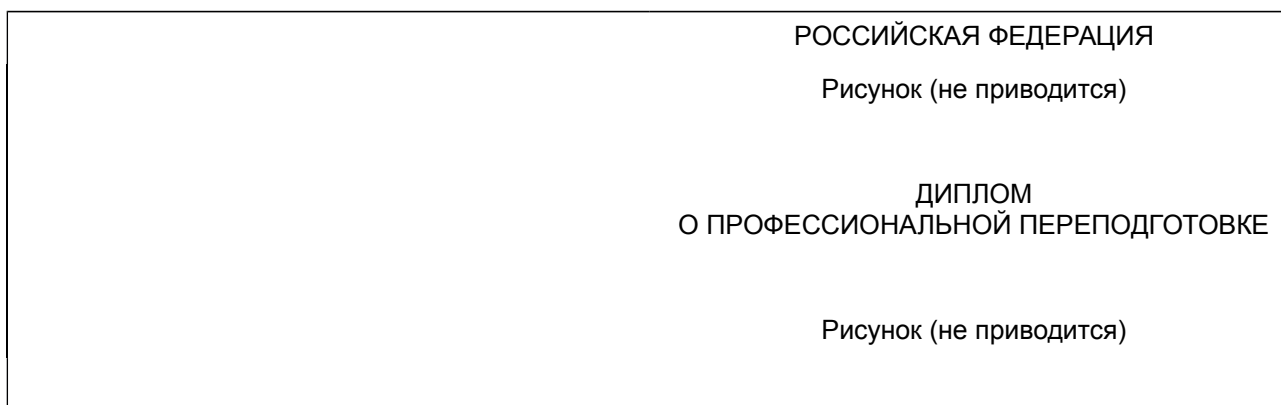 РОССИЙСКАЯ ФЕДЕРАЦИЯ
Рисунок (не приводится)
ДИПЛОМ
О ПРОФЕССИОНАЛЬНОЙ ПЕРЕПОДГОТОВКЕ
Рисунок (не приводится)